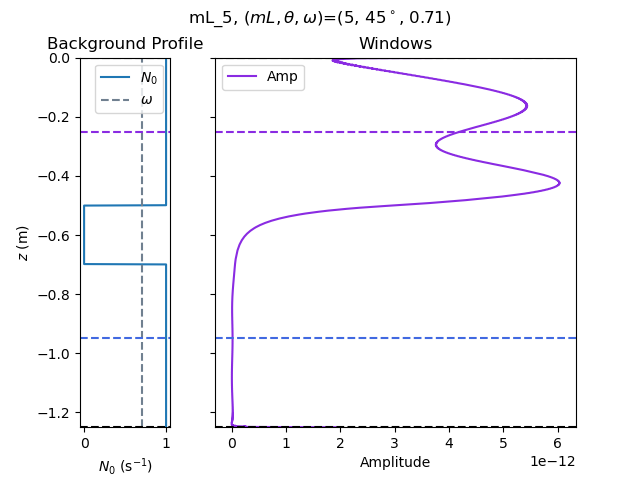 mL_5, (mL, θ, ω)=(5, 45°, 0.71)
Background Profile
Windows
N₀
ω
Amp
0.0
−0.2
−0.4
−0.6
−0.8
−1.0
−1.2
z (m)
0 1
N₀ (s⁻¹)
0 1 2 3 4 5 6
1e−12
Amplitude